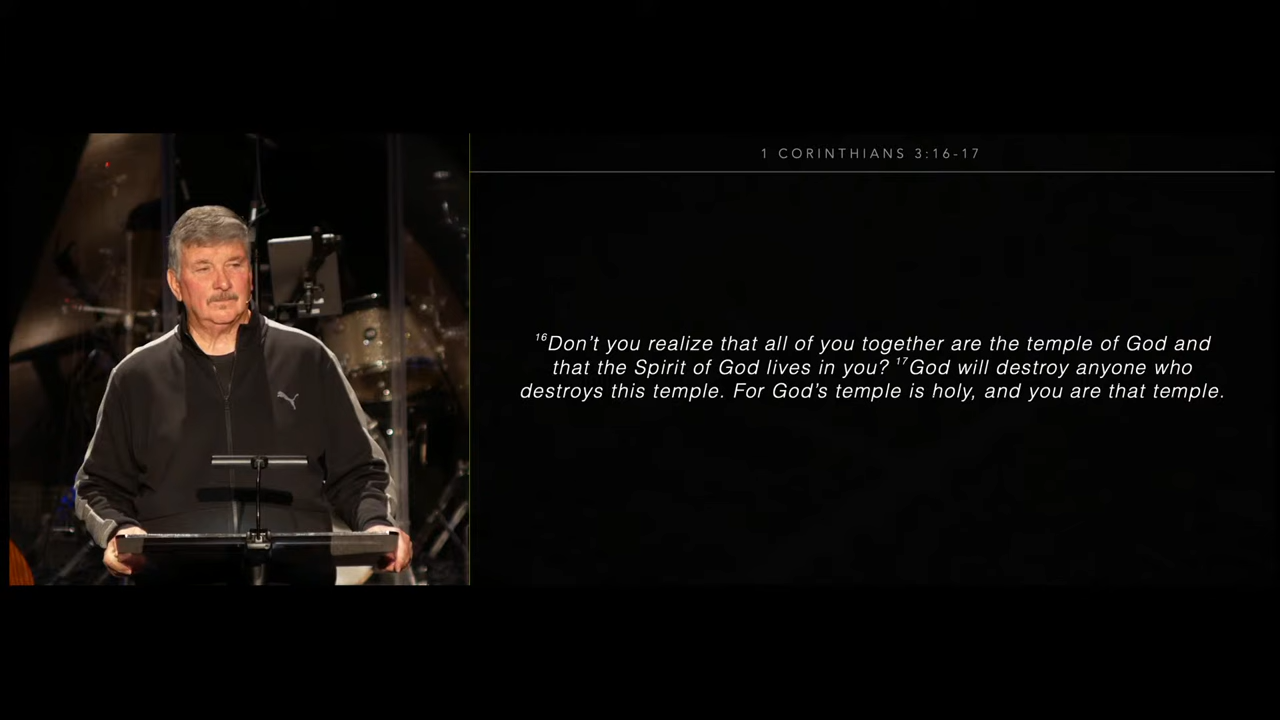 1 CORINTHIANS 3:16-17
¹⁶Don’t you realize that all of you together are the temple of God and
that the Spirit of God lives in you? ¹⁷God will destroy anyone who
destroys this temple. For God’s temple is holy, and you are that temple.